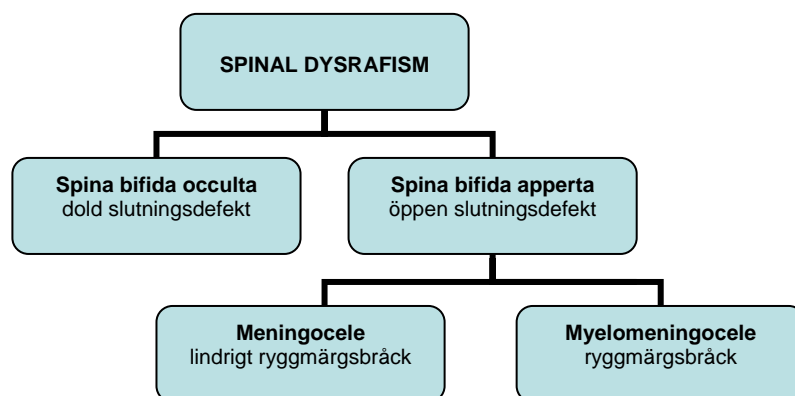 SPINAL DYSRAFISM
Spina bifida occulta
dold slutningsdefekt
Spina bifida apperta
öppen slutningsdefekt
Meningocele
lindrigt ryggmärgsbråck
Myelomeningocele
ryggmärgsbråck